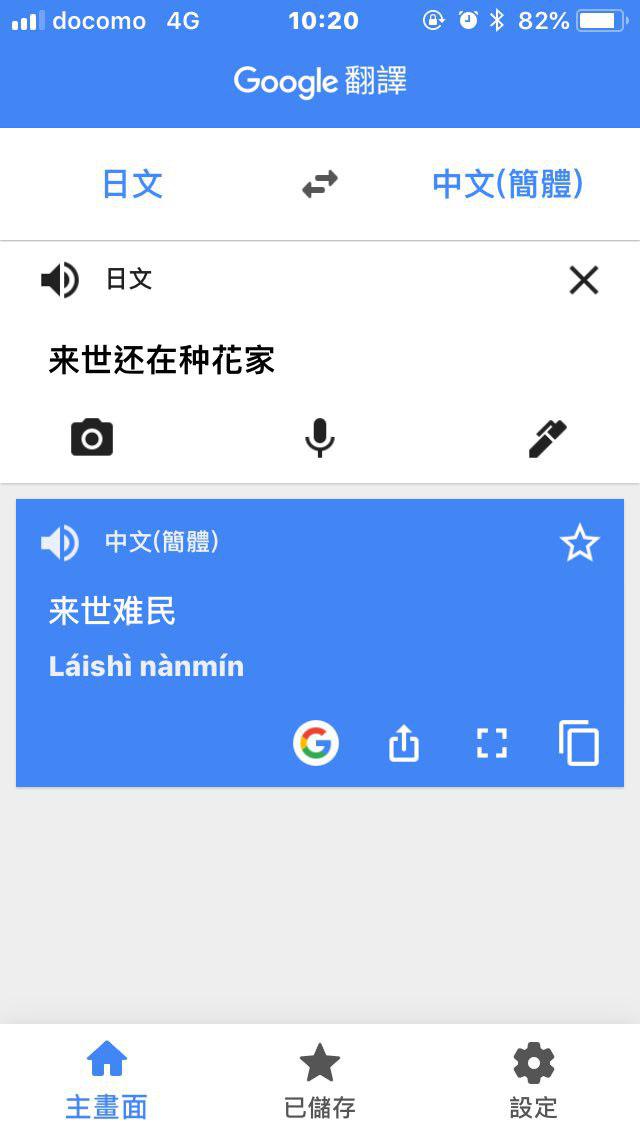 docomo 4G 10:20 82%
Google 翻譯
日文 中文(簡體)
日文
来世还在种花家
中文(簡體)
来世难民
Láishì nànmín
主畫面 已儲存 設定